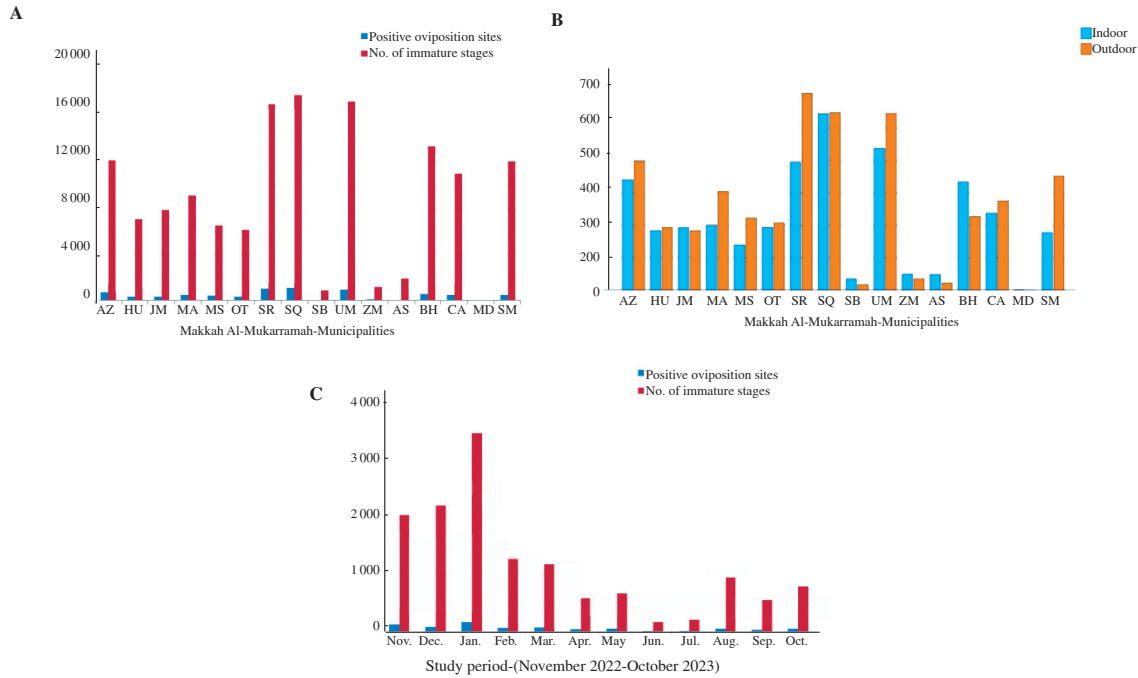 A
Positive oviposition sites
No. of immature stages
20 000
16 000
12 000
8 000
4 000
0
AZ HU JM MA MS OT SR SQ SB UM ZM AS BH CA MD SM
Makkah Al-Mukarramah-Municipalities
B
Indoor
Outdoor
700
600
500
400
300
200
100
0
AZ HU JM MA MS OT SR SQ SB UM ZM AS BH CA MD SM
Makkah Al-Mukarramah-Municipalities
C
Positive oviposition sites
No. of immature stages
4 000
3 000
2 000
1 000
0
Nov. Dec. Jan. Feb. Mar. Apr. May Jun. Jul. Aug. Sep. Oct.
Study period-(November 2022-October 2023)